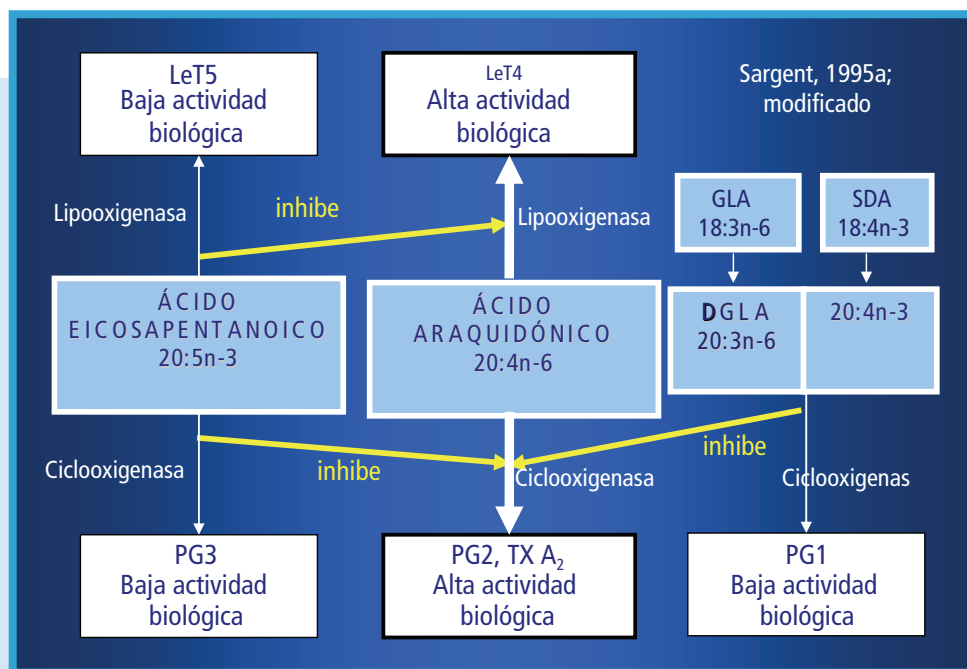 LeT5
Baja actividad
biológica
LeT4
Alta actividad
biológica
Sargent, 1995a;
modificado
Lipooxigenasa
inhibe
Lipooxigenasa
GLA
18:3n-6
SDA
18:4n-3
ÁCIDO
EICOSAPENTANOICO
20:5n-3
ÁCIDO
ARAQUIDÓNICO
20:4n-6
DGLA
20:3n-6
20:4n-3
Ciclooxigenasa
inhibe
Ciclooxigenasa
inhibe
Ciclooxigenas
PG3
Baja actividad
biológica
PG2, TX A₂
Alta actividad
biológica
PG1
Baja actividad
biológica